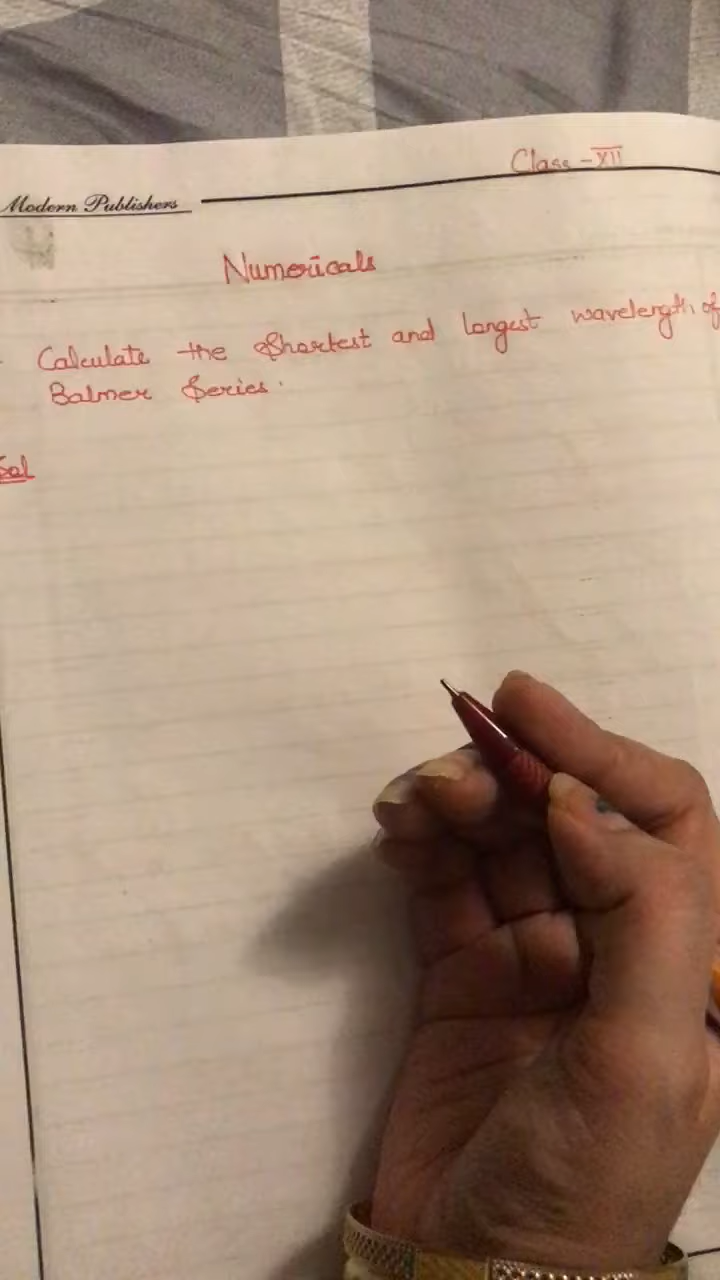 Class - XII
Modern Publishers
Numericals
Calculate the Shortest and longest wavelength of
Balmer Series.
Sol